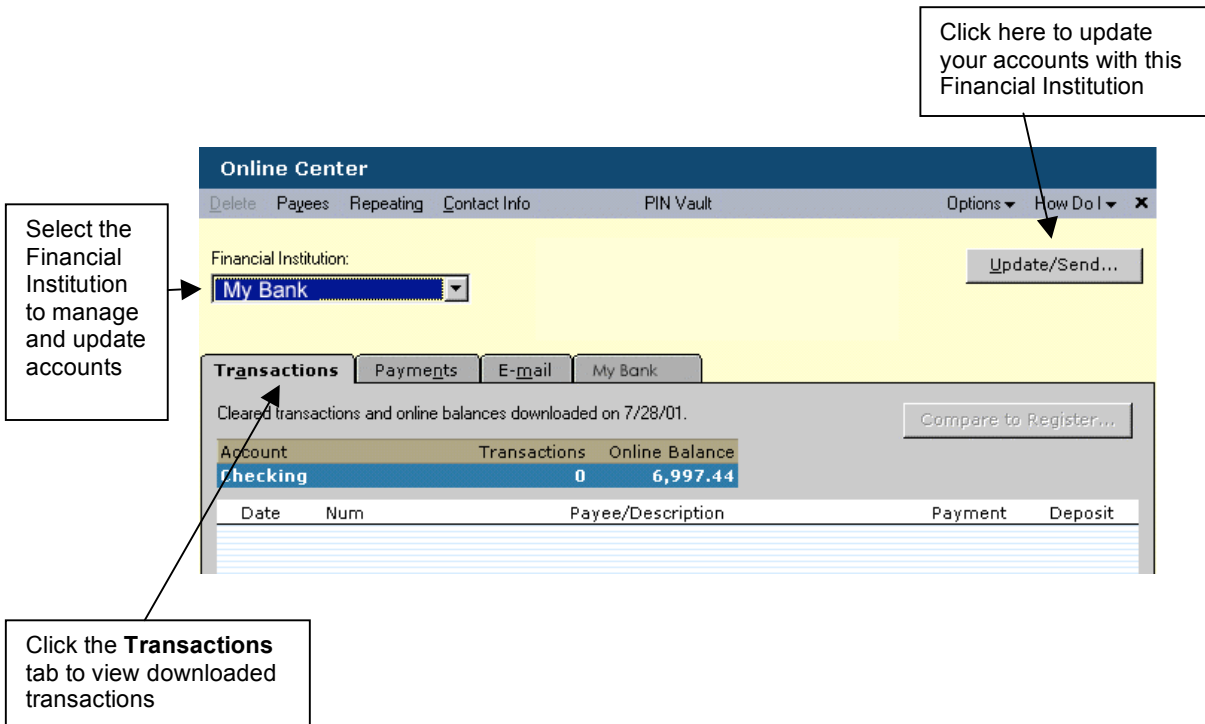 Click here to update
your accounts with this
Financial Institution
Online Center
Delete Payees Repeating Contact Info PIN Vault Options How Do I
Select the
Financial
Institution
to manage
and update
accounts
Financial Institution:
My Bank
Update/Send...
Transactions Payments E-mail My Bank
Cleared transactions and online balances downloaded on 7/28/01.
Compare to Register...
Account Transactions Online Balance
Checking 0 6,997.44
Date Num Payee/Description Payment Deposit
Click the Transactions
tab to view downloaded
transactions